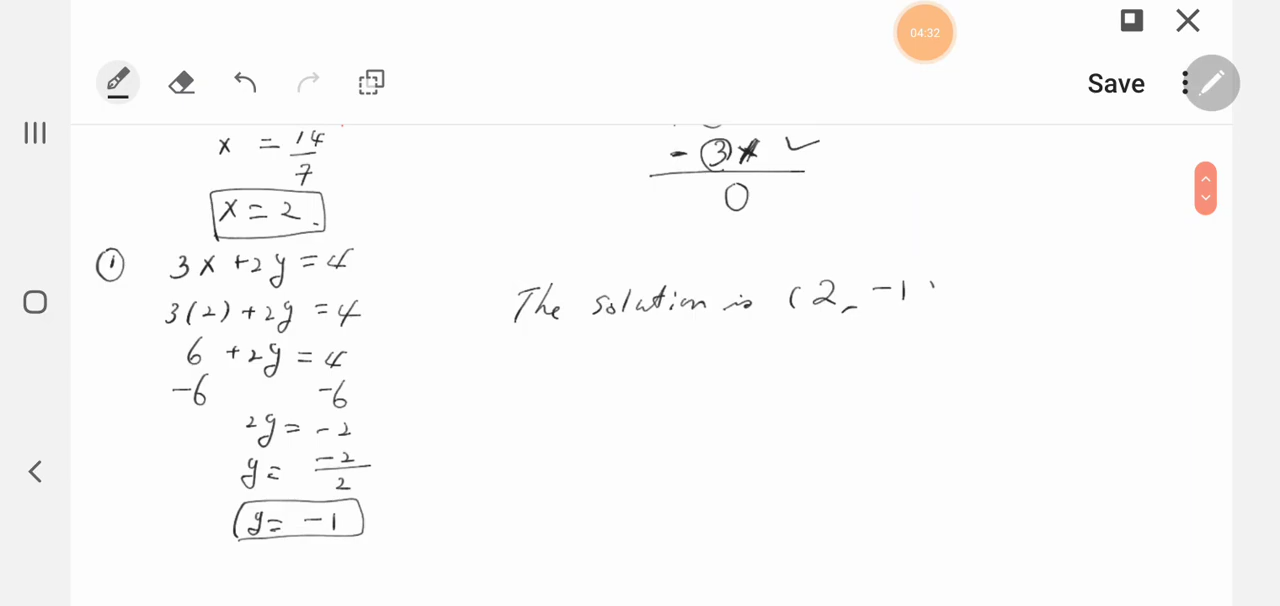 04:32
Save
x = 14/7
x = 2.
① 3x + 2y = 4
3(2) + 2y = 4
6 + 2y = 4
-6 -6
2y = -2
y = -2/2
y = -1
- ③x ✓
0
The solution is (2, -1